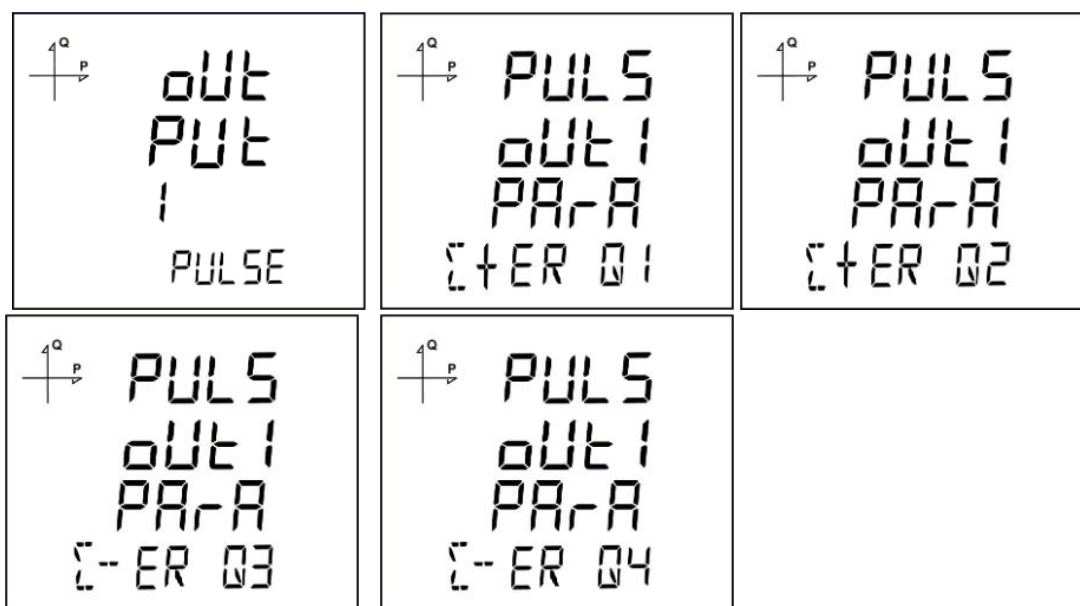 Q
P
oUt
PUt
1
PULSE
Q
P
PULS
oUt1
PArA
Σ+ER Q1
Q
P
PULS
oUt1
PArA
Σ+ER Q2
Q
P
PULS
oUt1
PArA
Σ-ER Q3
Q
P
PULS
oUt1
PArA
Σ-ER Q4